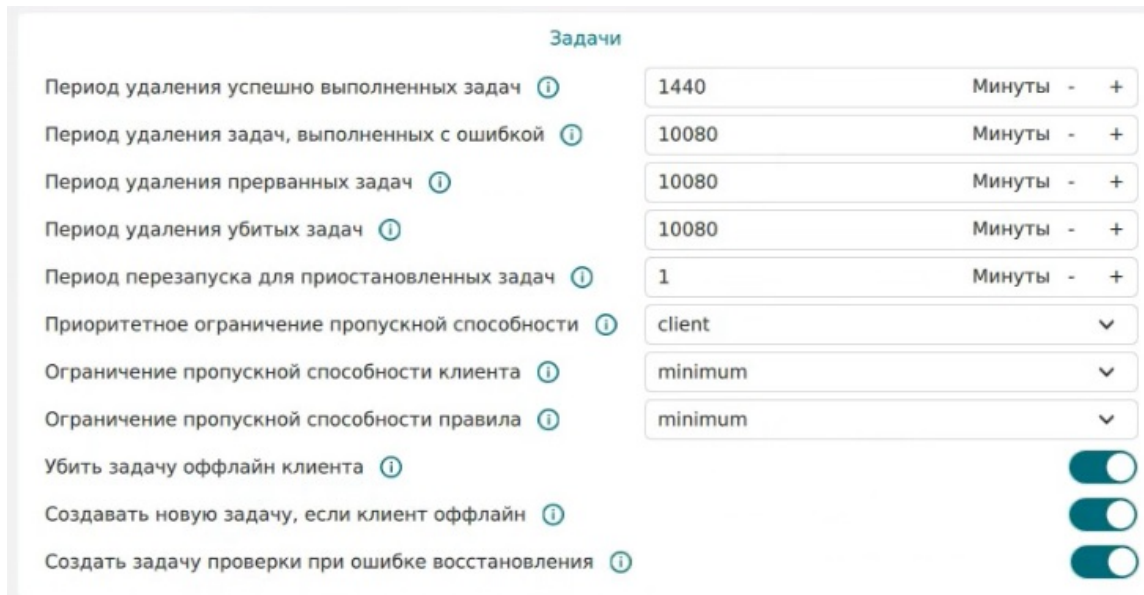 Задачи
Период удаления успешно выполненных задач 1440 Минуты - +
Период удаления задач, выполненных с ошибкой 10080 Минуты - +
Период удаления прерванных задач 10080 Минуты - +
Период удаления убитых задач 10080 Минуты - +
Период перезапуска для приостановленных задач 1 Минуты - +
Приоритетное ограничение пропускной способности client
Ограничение пропускной способности клиента minimum
Ограничение пропускной способности правила minimum
Убить задачу оффлайн клиента
Создавать новую задачу, если клиент оффлайн
Создать задачу проверки при ошибке восстановления